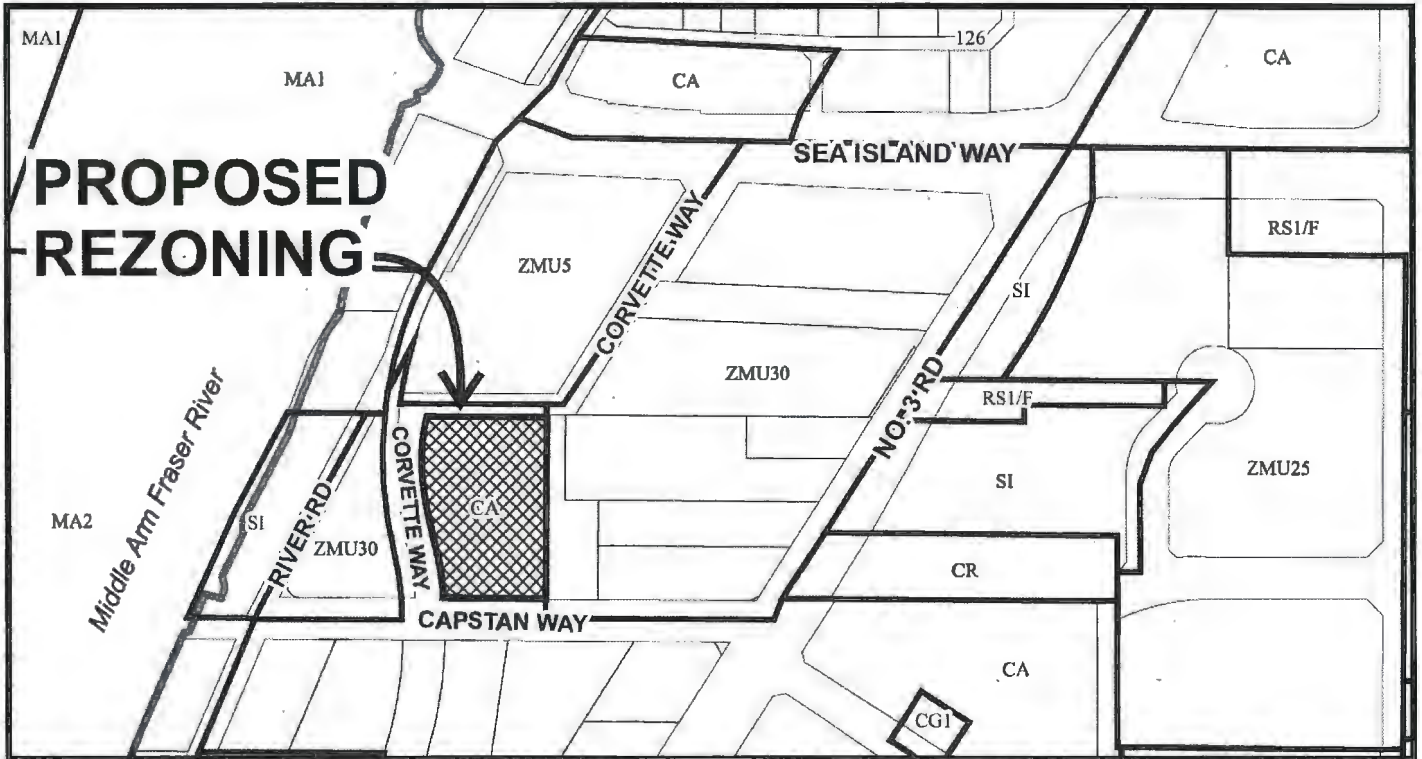 MA1
MA1
126
CA
CA
SEA ISLAND WAY
PROPOSED
REZONING
CORVETTE WAY
RS1/F
ZMU5
SI
ZMU30
NO. 3 RD
RS1/F
Middle Arm Fraser River
CORVETTE WAY
CA
SI
ZMU25
MA2
SI
RIVER RD
ZMU30
CR
CAPSTAN WAY
CA
CG1